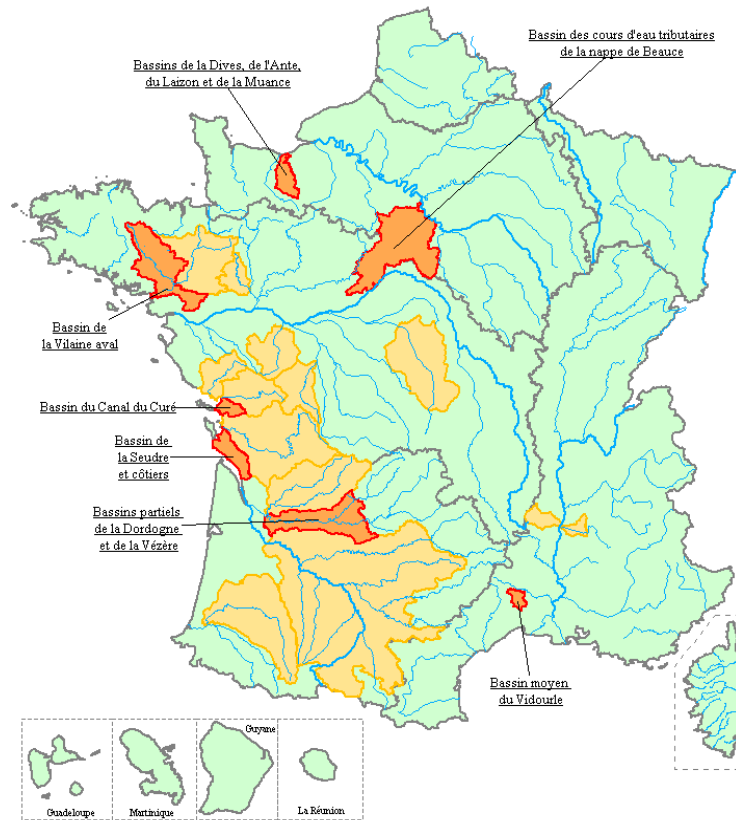 Bassin des cours d'eau tributaires
de la nappe de Beauce
Bassins de la Dives, de l'Ante,
du Laizon et de la Muance
Bassin de
la Vilaine aval
Bassin du Canal du Curé
Bassin de
la Seudre
et côtiers
Bassins partiels
de la Dordogne
et de la Vézère
Bassin moyen
du Vidourle
Guadeloupe
Martinique
Guyane
La Réunion